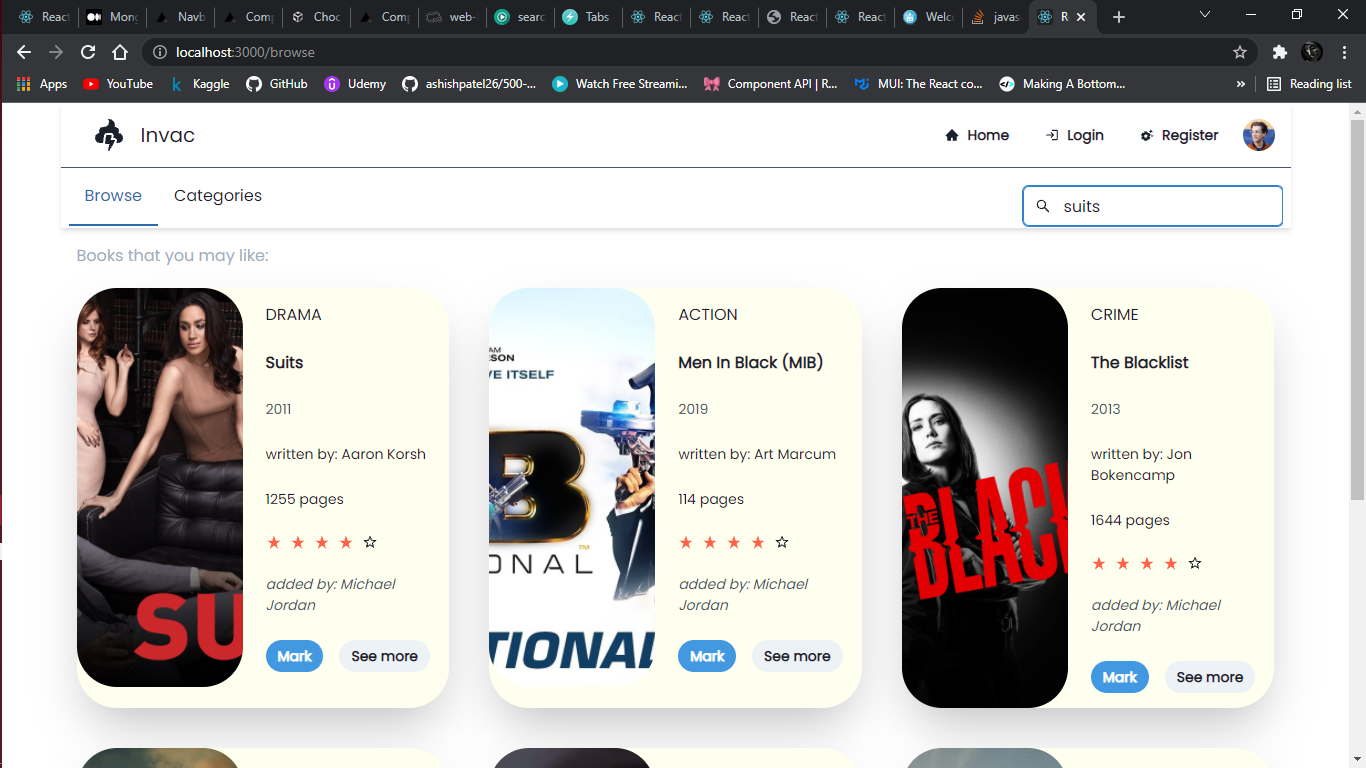 React
Mong
Navb
Comp
Choc
Comp
web-
searc
Tabs
React
React
React
React
Welc
javas
R
localhost:3000/browse
Apps YouTube Kaggle GitHub Udemy ashishpatel26/500-... Watch Free Streami... Component API | R... MUI: The React co... Making A Bottom... » Reading list
Invac
Home Login Register
Browse Categories
suits
Books that you may like:
DRAMA
Suits
2011
written by: Aaron Korsh
1255 pages
added by: Michael
Jordan
Mark See more
SU
ACTION
Men In Black (MIB)
2019
written by: Art Marcum
114 pages
added by: Michael
Jordan
Mark See more
AM
SON
VE ITSELF
B
ONAL
™
TIONAL
CRIME
The Blacklist
2013
written by: Jon
Bokencamp
1644 pages
added by: Michael
Jordan
Mark See more
THE
BLACK
BLACK